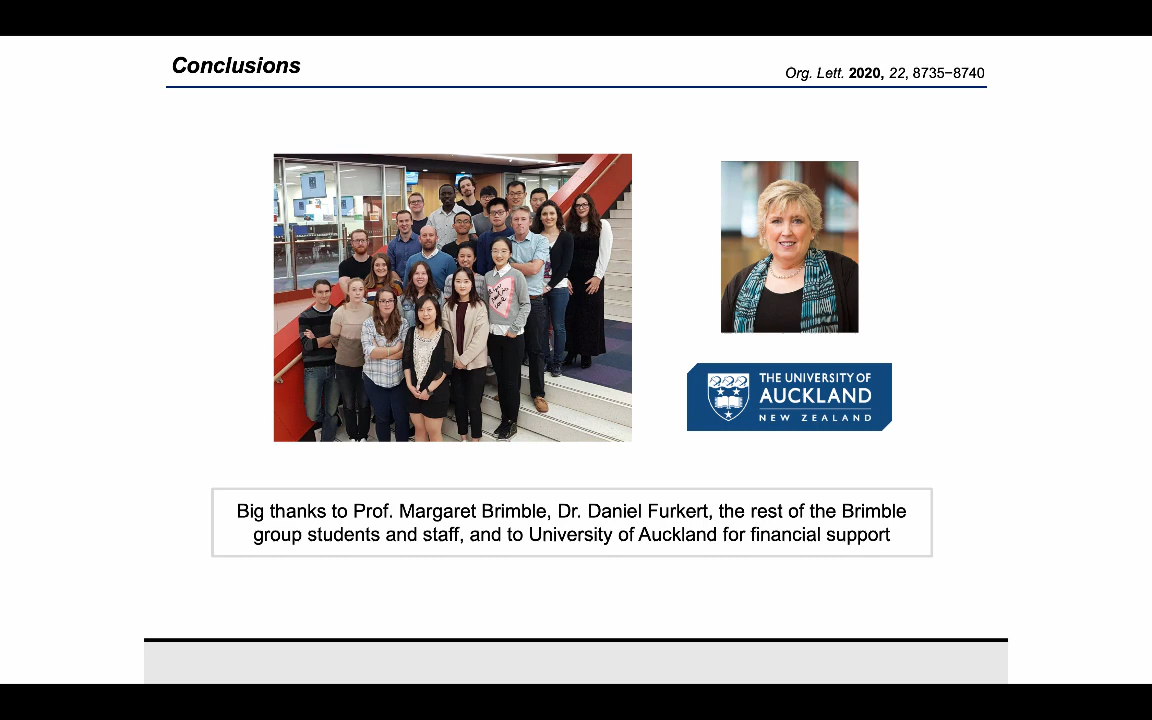 Conclusions
Org. Lett. 2020, 22, 8735−8740
THE UNIVERSITY OF
AUCKLAND
NEW ZEALAND
Big thanks to Prof. Margaret Brimble, Dr. Daniel Furkert, the rest of the Brimble
group students and staff, and to University of Auckland for financial support